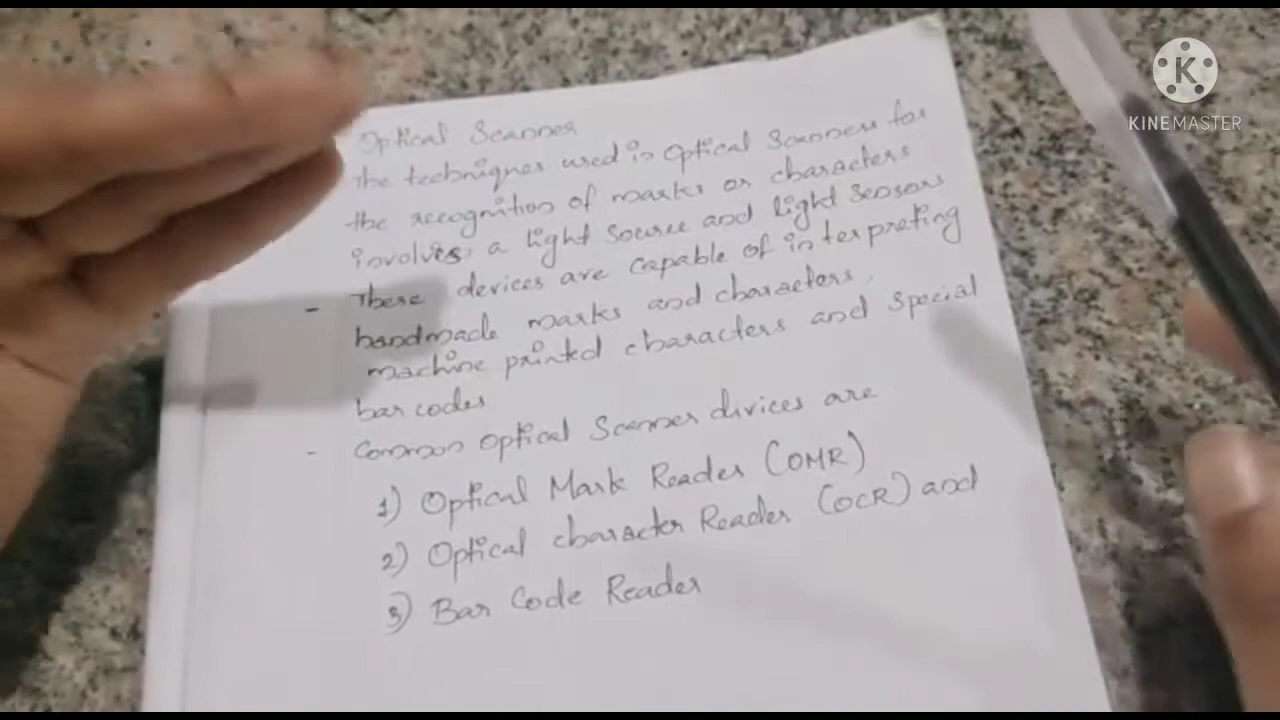 Optical Scanner
The techniques used in Optical Scanners for
the recognition of marks or characters
involves, a light source and light sensors
- These devices are capable of interpreting
handmade marks and characters,
machine printed characters and special
bar codes
- Common Optical Scanner divices are
1) Optical Mark Reader (OMR)
2) Optical character Reader (OCR) and
3) Bar Code Reader
K
KINEMASTER